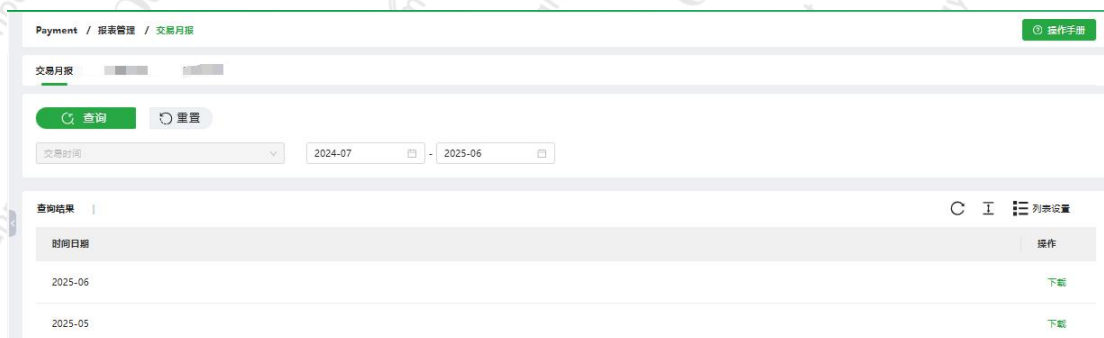 Payment / 报表管理 / 交易月报
操作手册
交易月报
查询 重置
交易时间 2024-07 - 2025-06
查询结果 列表设置
时间日期 操作
2025-06 下载
2025-05 下载